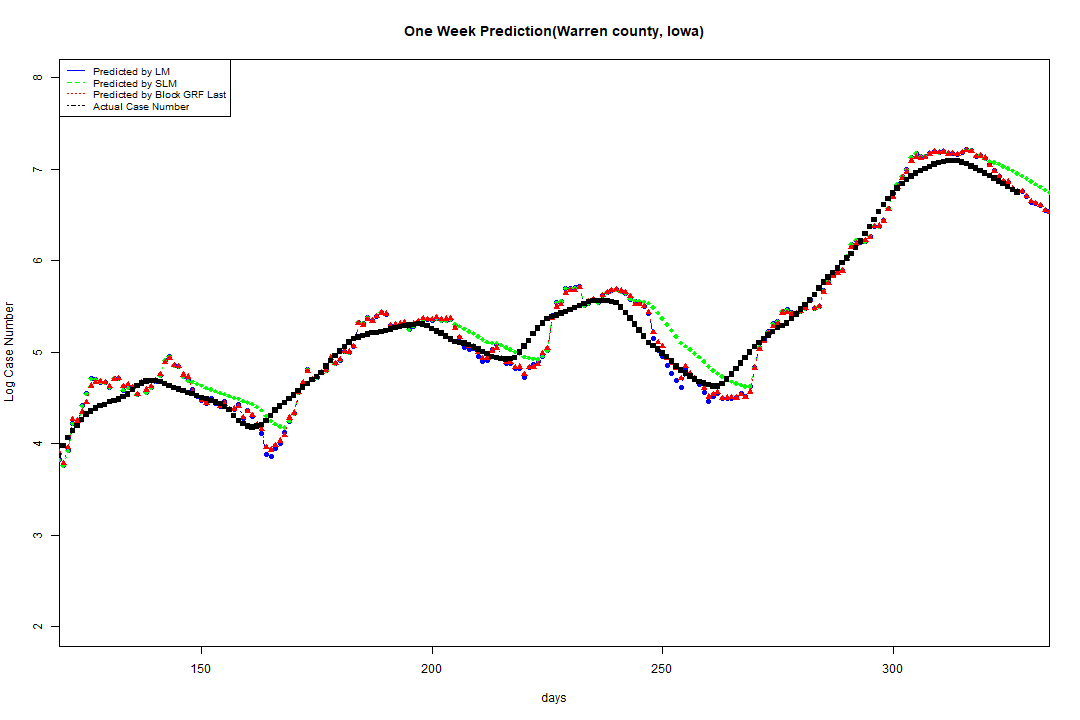 One Week Prediction(Warren county, Iowa)
Predicted by LM
Predicted by SLM
Predicted by Block GRF Last
Actual Case Number
8
7
6
5
4
3
2
Log Case Number
150 200 250 300
days